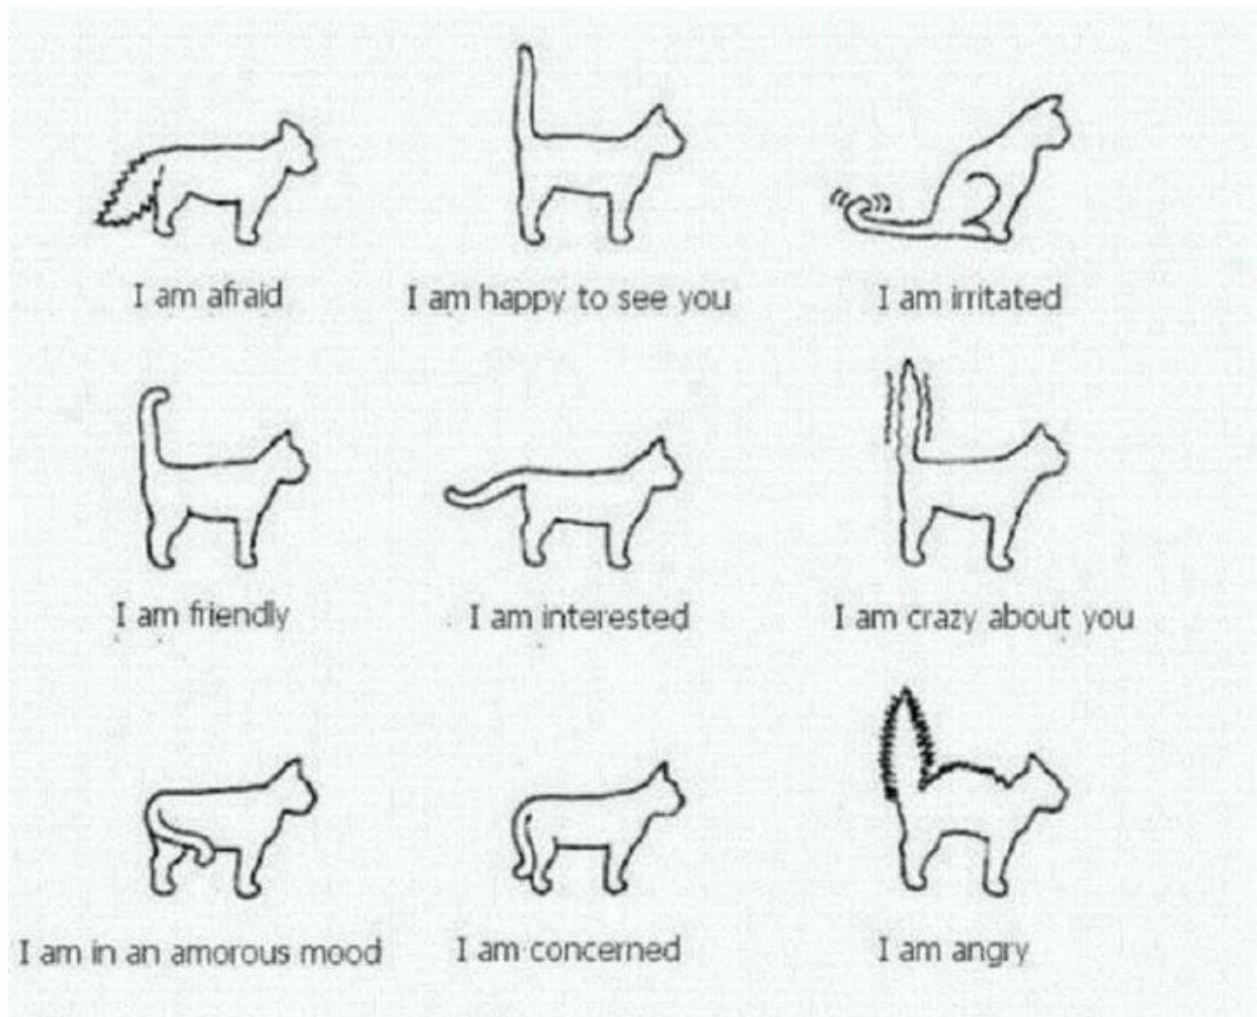 I am afraid
I am happy to see you
I am irritated
I am friendly
I am interested
I am crazy about you
I am in an amorous mood
I am concerned
I am angry